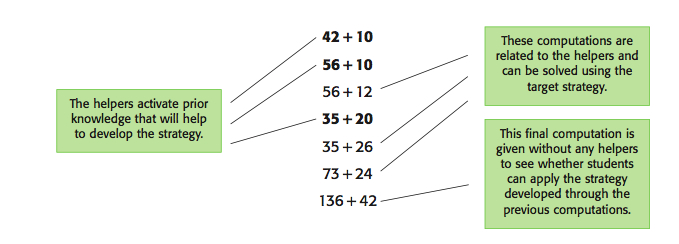 The helpers activate prior
knowledge that will help
to develop the strategy.
42 + 10
56 + 10
56 + 12
35 + 20
35 + 26
73 + 24
136 + 42
These computations are
related to the helpers and
can be solved using the
target strategy.
This final computation is
given without any helpers
to see whether students
can apply the strategy
developed through the
previous computations.